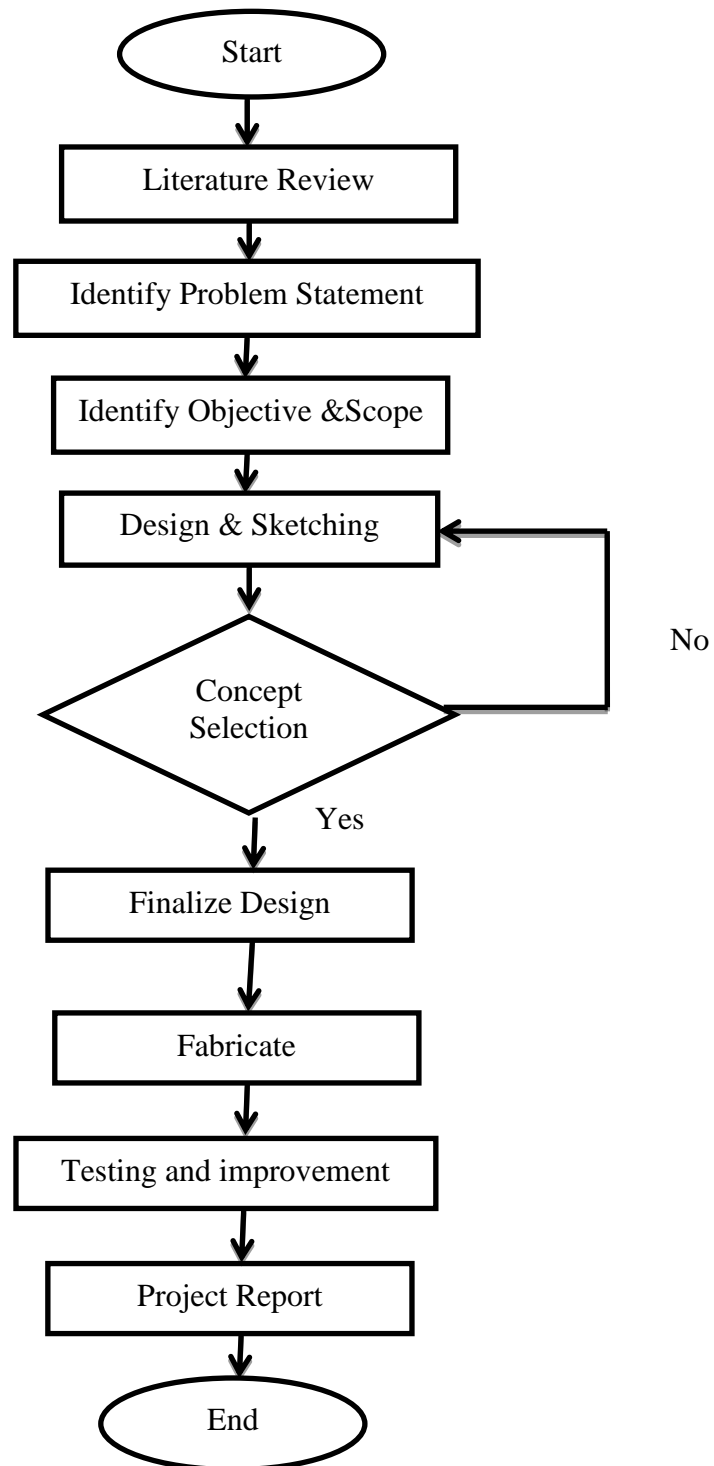 Start
Literature Review
Identify Problem Statement
Identify Objective &Scope
Design & Sketching
No
Concept
Selection
Yes
Finalize Design
Fabricate
Testing and improvement
Project Report
End